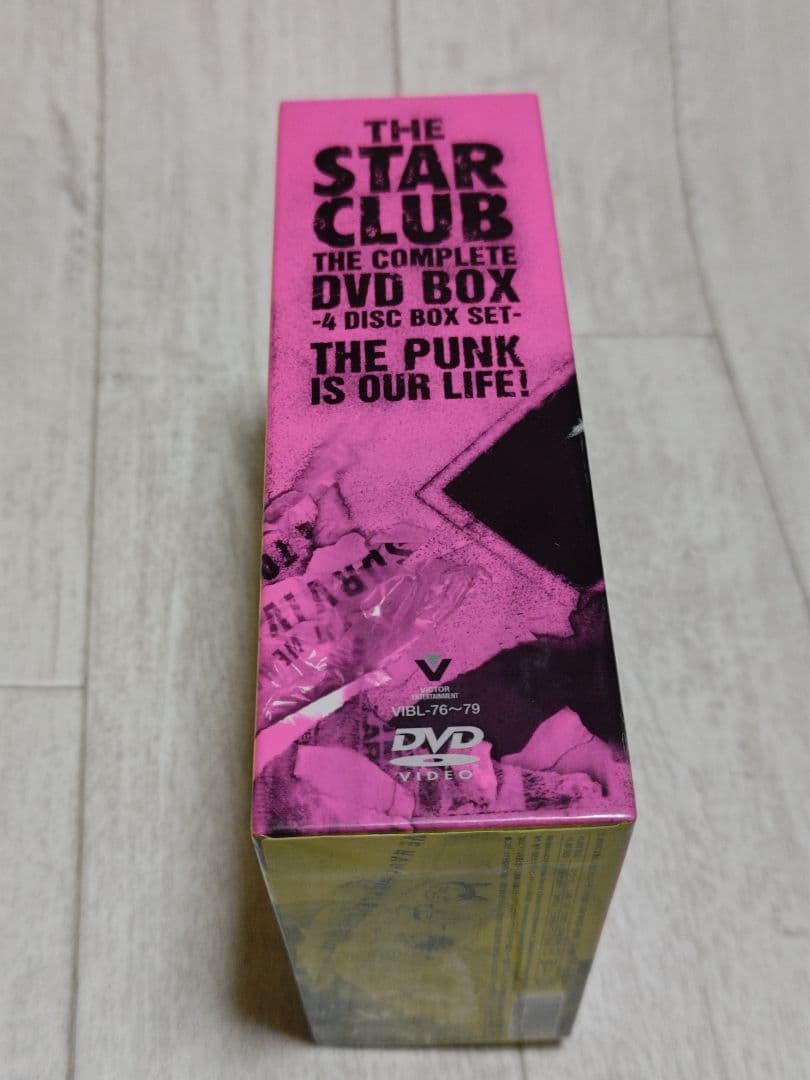 THE
STAR
CLUB
THE COMPLETE
DVD BOX
-4 DISC BOX SET-
THE PUNK
IS OUR LIFE!
SURVIV
VICTOR
ENTERTAINMENT
VIBL-76〜79
DVD
VIDEO